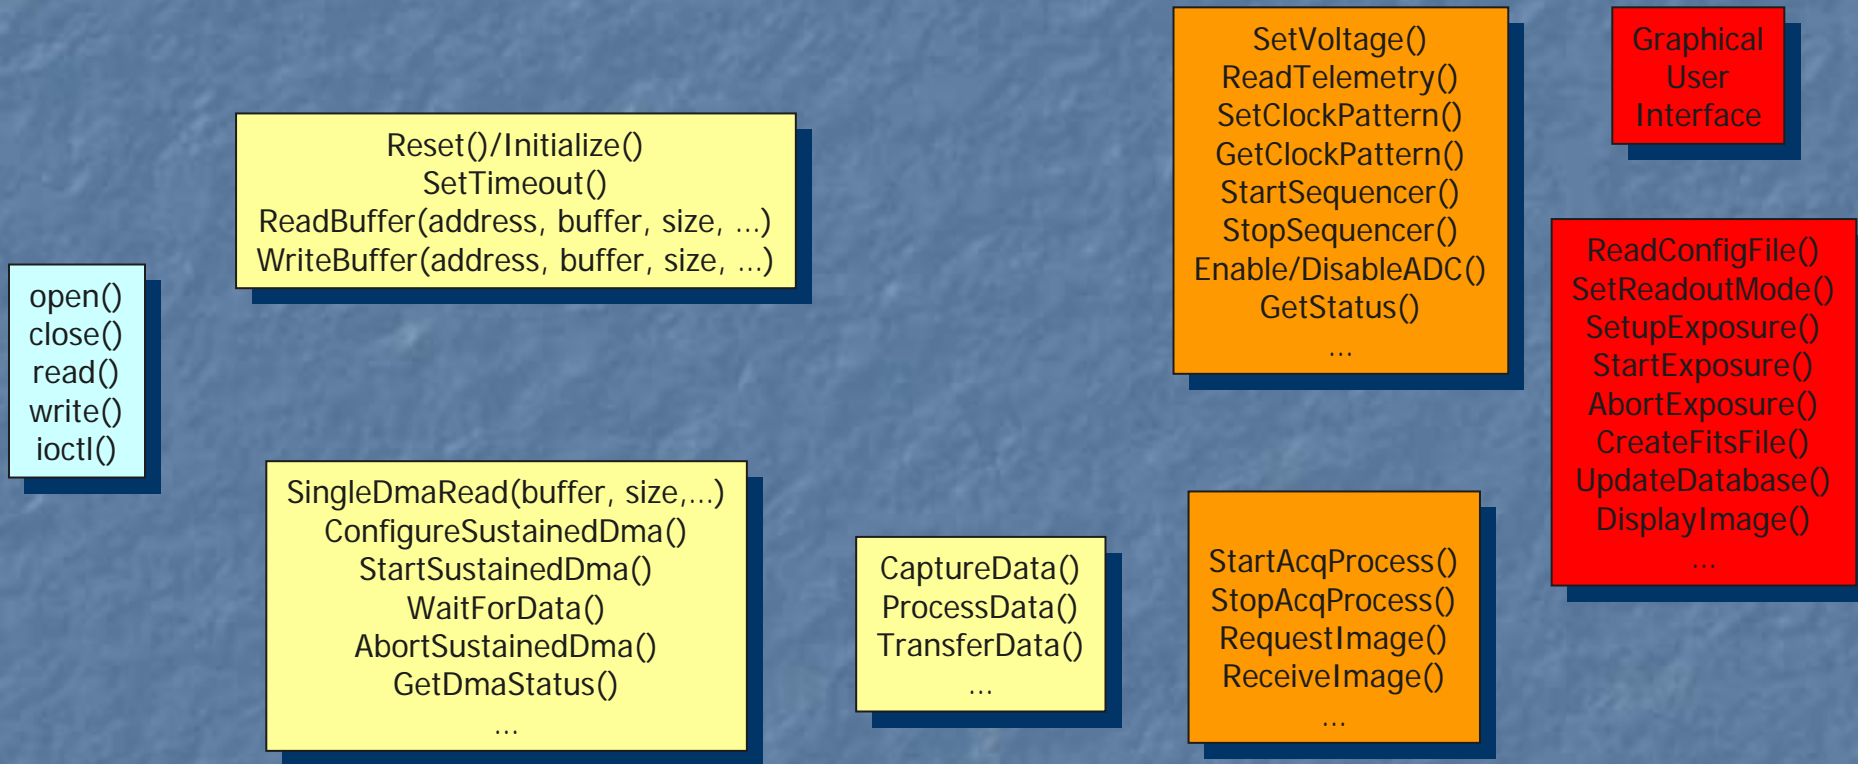 open()
close()
read()
write()
ioctl()
Reset()/Initialize()
SetTimeout()
ReadBuffer(address, buffer, size, ...)
WriteBuffer(address, buffer, size, ...)
SingleDmaRead(buffer, size,...)
ConfigureSustainedDma()
StartSustainedDma()
WaitForData()
AbortSustainedDma()
GetDmaStatus()
...
CaptureData()
ProcessData()
TransferData()
...
SetVoltage()
ReadTelemetry()
SetClockPattern()
GetClockPattern()
StartSequencer()
StopSequencer()
Enable/DisableADC()
GetStatus()
...
StartAcqProcess()
StopAcqProcess()
RequestImage()
ReceiveImage()
...
Graphical
User
Interface
ReadConfigFile()
SetReadoutMode()
SetupExposure()
StartExposure()
AbortExposure()
CreateFitsFile()
UpdateDatabase()
DisplayImage()
...